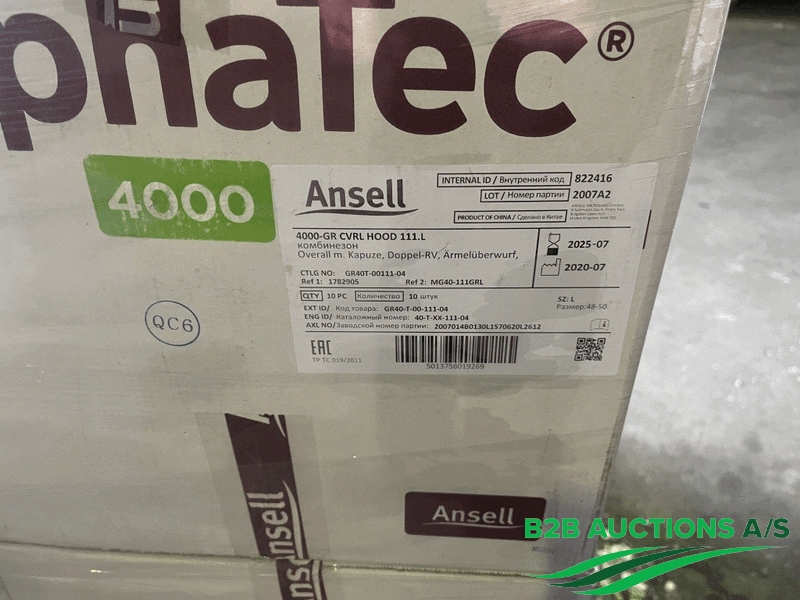 phaTec®
4000
Ansell
INTERNAL ID / Внутренний код 822416
LOT / Номер партии 2007A2
PRODUCT OF CHINA / Сделано в Китае
4000-GR CVRL HOOD 111.L
комбинезон
Overall m. Kapuze, Doppel-RV, Ärmelüberwurf,
2025-07
2020-07
CTLG NO: GR40T-00111-04
Ref 1: 1782905 Ref 2: MG40-111GRL
QTY 10 PC Количество 10 штук
SZ: L
Размер: 48-50
EXT ID/ Код товара: GR40-T-00-111-04
ENG ID/ Каталожный номер: 40-T-XX-111-04
AXL NO/Заводской номер партии: 2007014B0130L1570620L2612
EAC
ТР ТС 019/2011
5013756019269
QC6
Ansell
nsell
Ansell
B2B AUCTIONS A/S